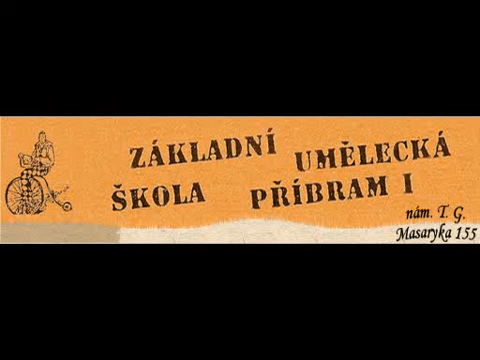 ZÁKLADNÍ UMĚLECKÁ
ŠKOLA PŘÍBRAM I
nám. T. G.
Masaryka 155